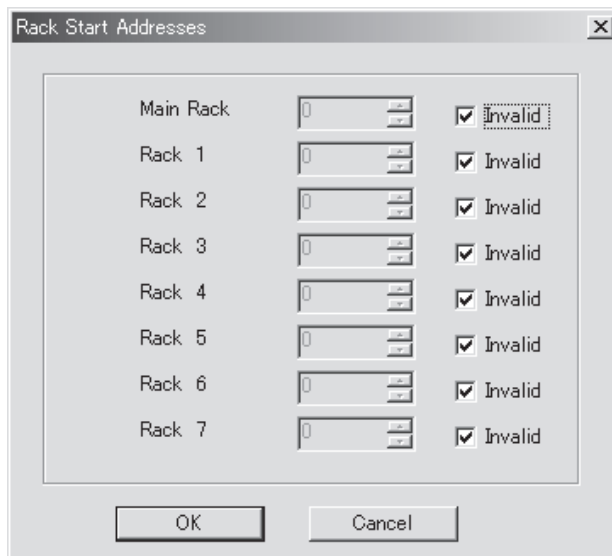 Rack Start Addresses
Main Rack 0 Invalid
Rack 1 0 Invalid
Rack 2 0 Invalid
Rack 3 0 Invalid
Rack 4 0 Invalid
Rack 5 0 Invalid
Rack 6 0 Invalid
Rack 7 0 Invalid
OK Cancel